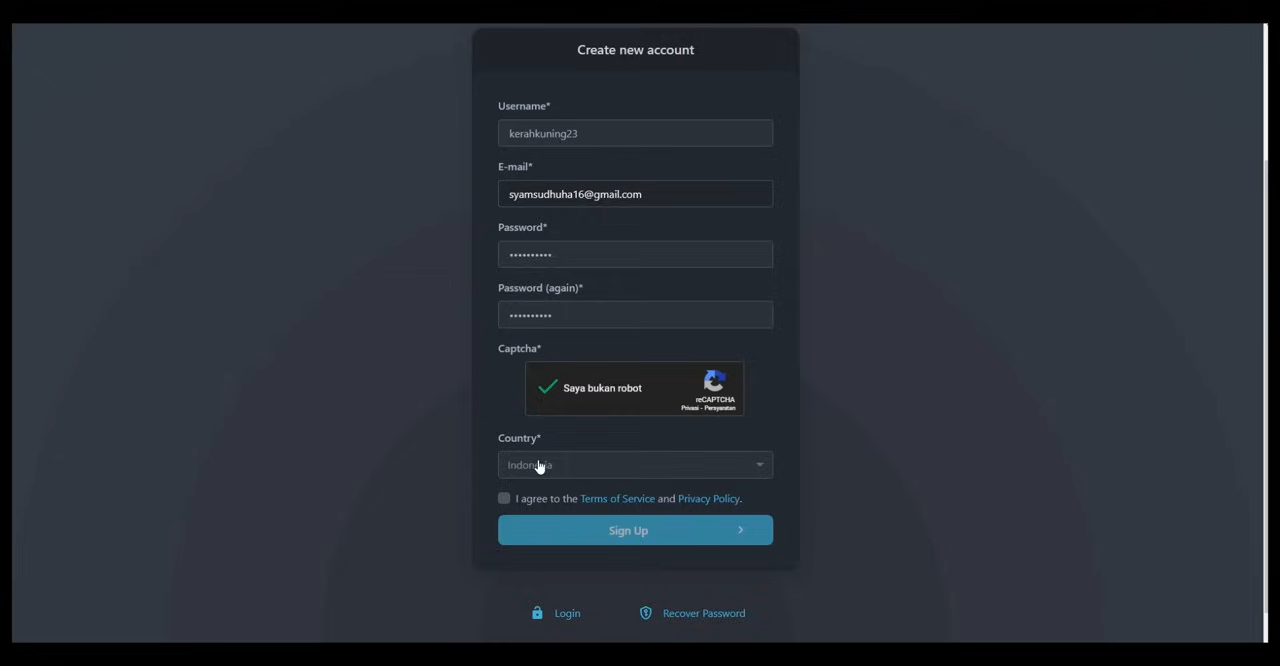 Create new account
Username*
kerahkuning23
E-mail*
syamsudhuha16@gmail.com
Password*
••••••••••
Password (again)*
••••••••••
Captcha*
Saya bukan robot
reCAPTCHA
Privasi - Persyaratan
Country*
Indonesia
I agree to the Terms of Service and Privacy Policy.
Sign Up
Login
Recover Password